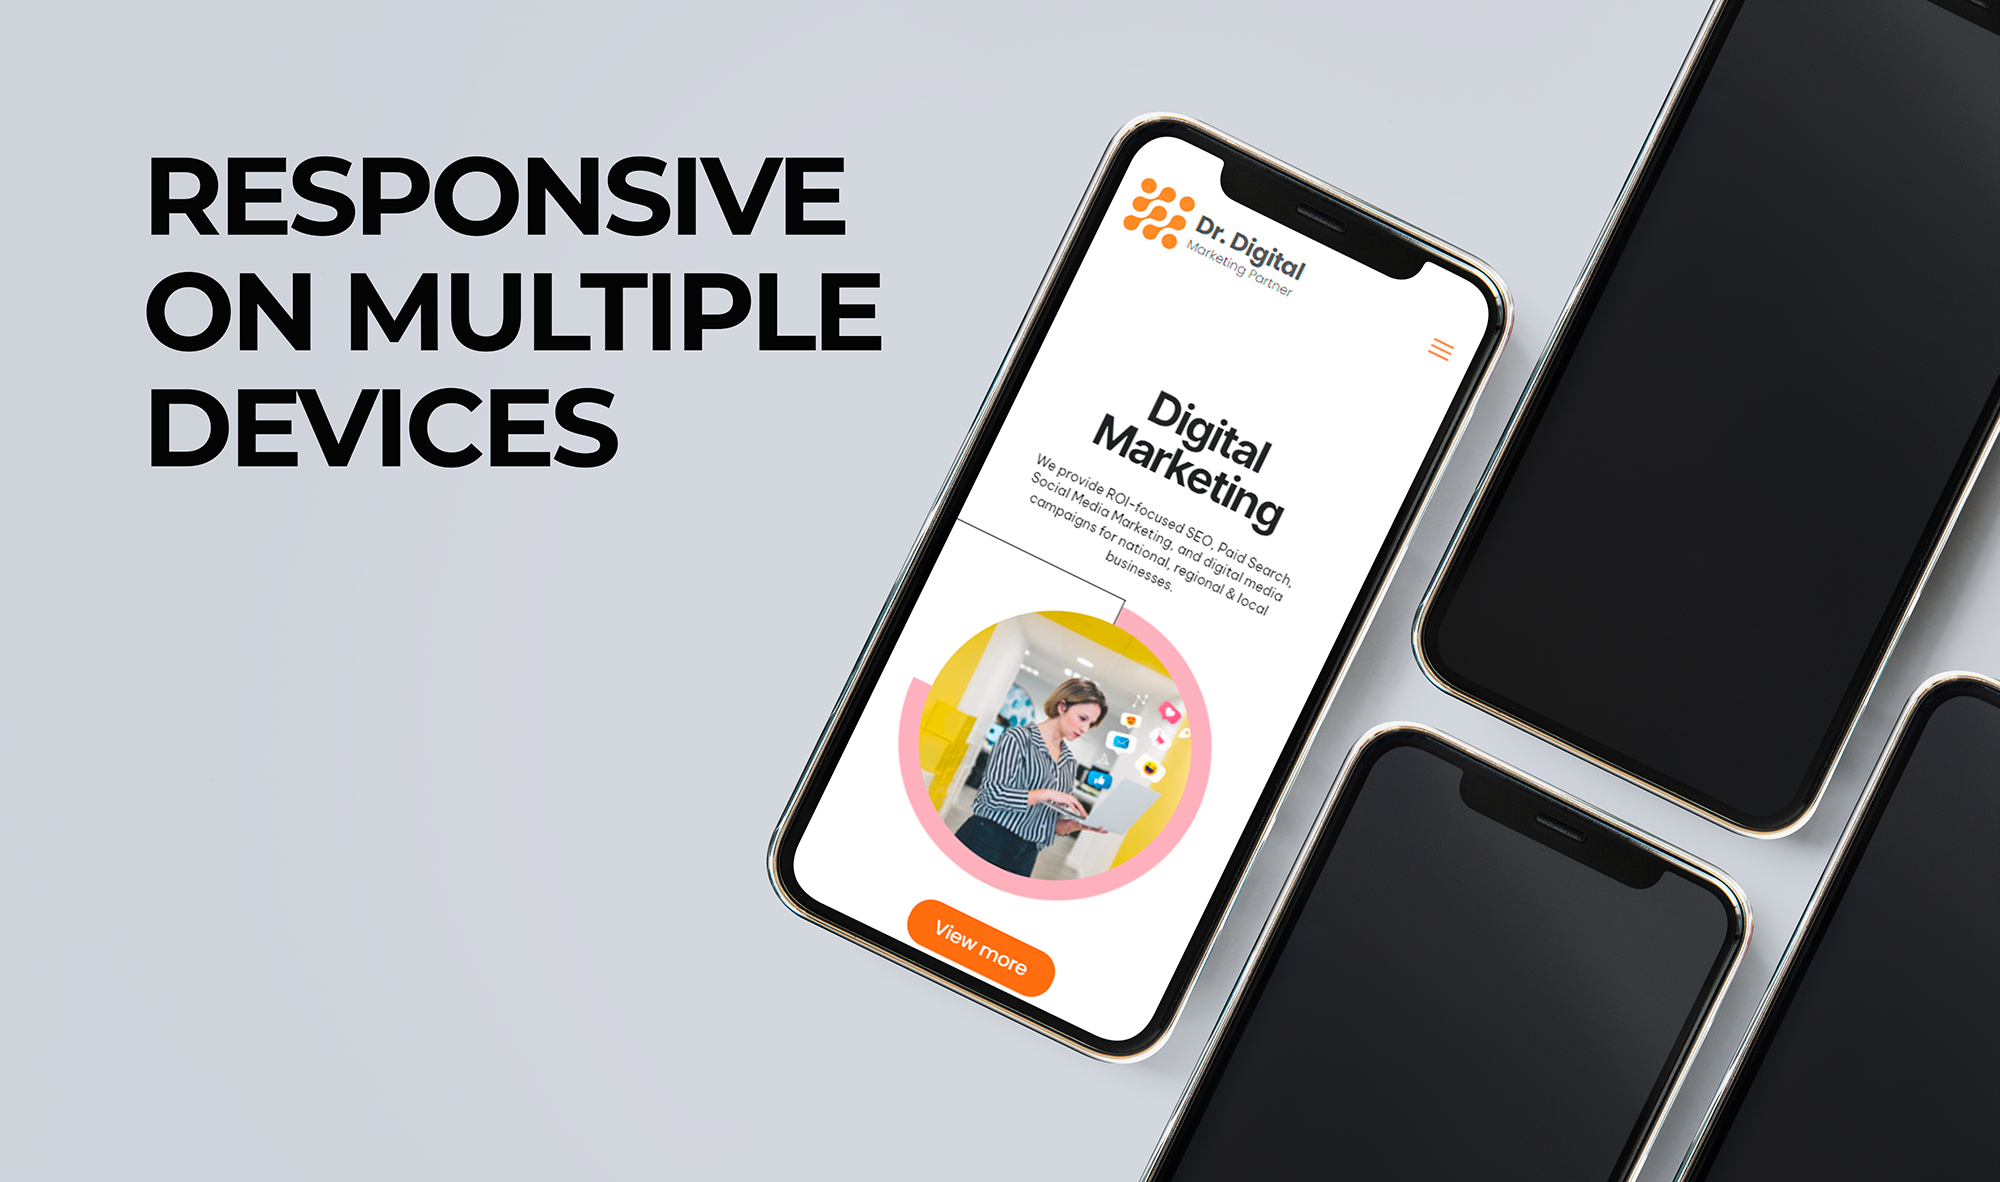 RESPONSIVE
ON MULTIPLE
DEVICES
Dr. Digital
Marketing Partner
Digital
Marketing
We provide ROI-focused SEO, Paid Search,
Social Media Marketing, and digital media
campaigns for national, regional & local
businesses.
View more